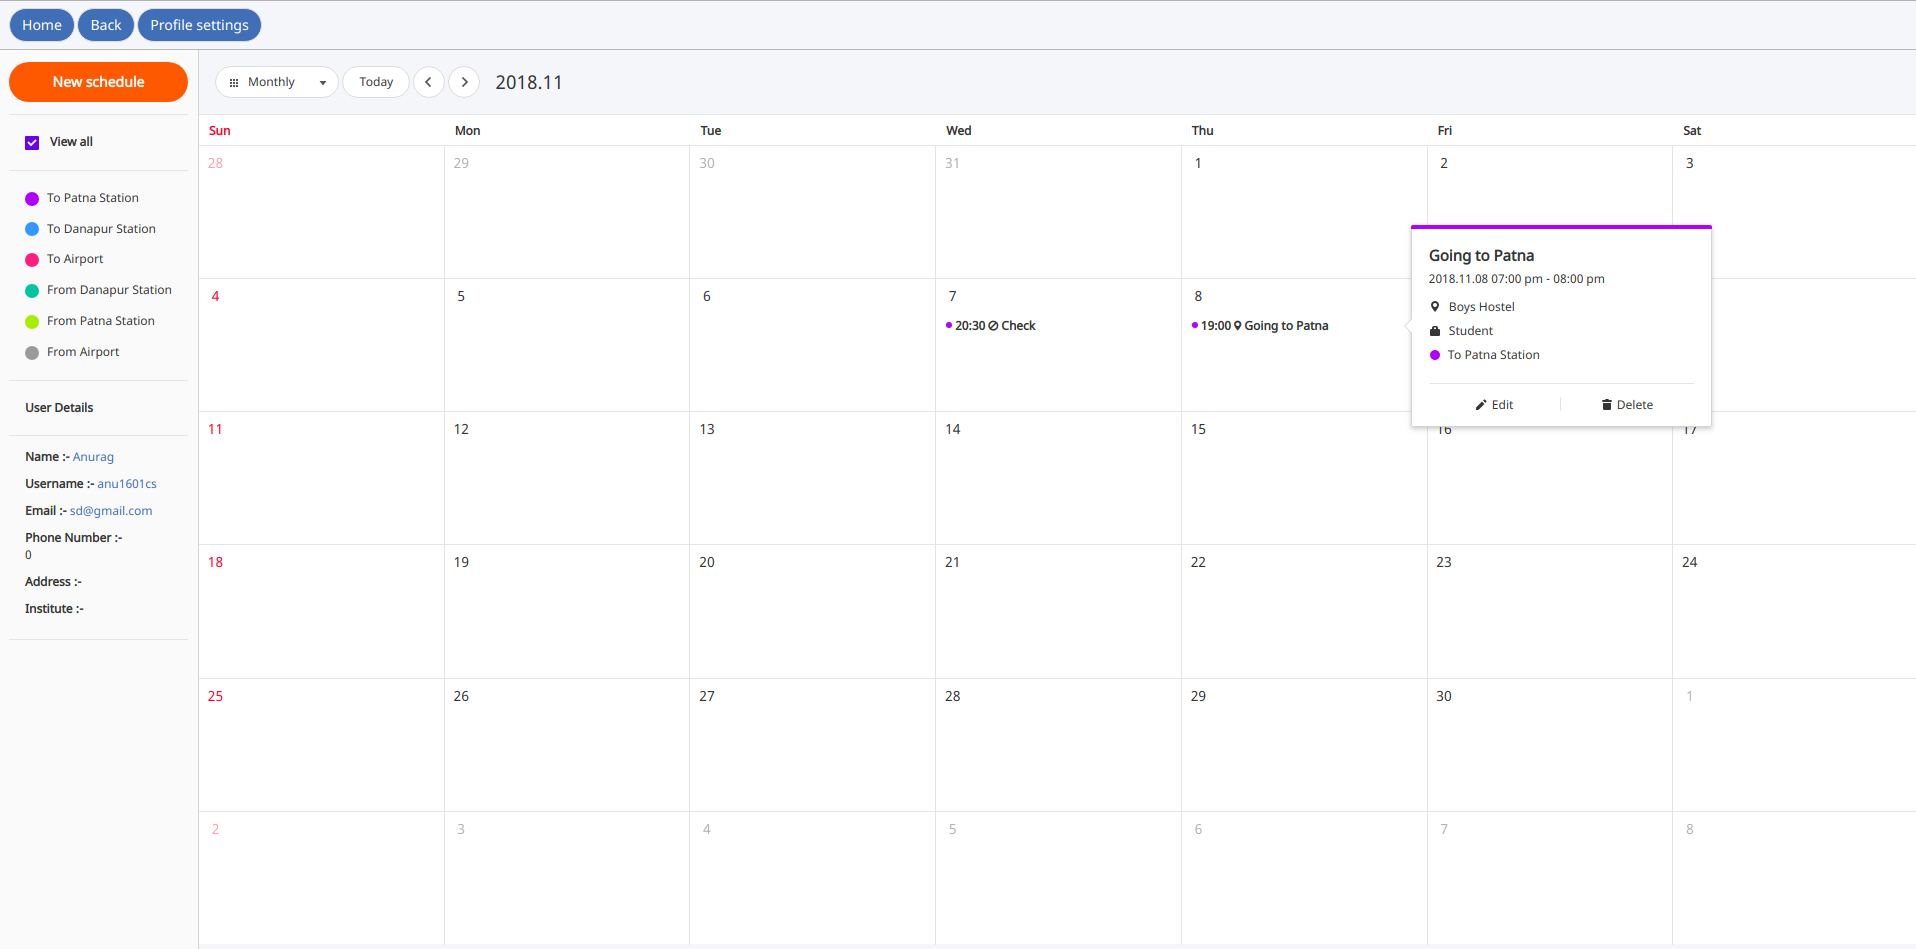 Home Back Profile settings
New schedule
View all
To Patna Station
To Danapur Station
To Airport
From Danapur Station
From Patna Station
From Airport
User Details
Name :- Anurag
Username :- anu1601cs
Email :- sd@gmail.com
Phone Number :-
0
Address :-
Institute :-
Monthly Today 2018.11
Sun Mon Tue Wed Thu Fri Sat
28 29 30 31 1 2 3
4 5 6 7 8
20:30 Check 19:00 Going to Patna
Going to Patna
2018.11.08 07:00 pm - 08:00 pm
Boys Hostel
Student
To Patna Station
Edit Delete
11 12 13 14 15 16 17
18 19 20 21 22 23 24
25 26 27 28 29 30 1
2 3 4 5 6 7 8